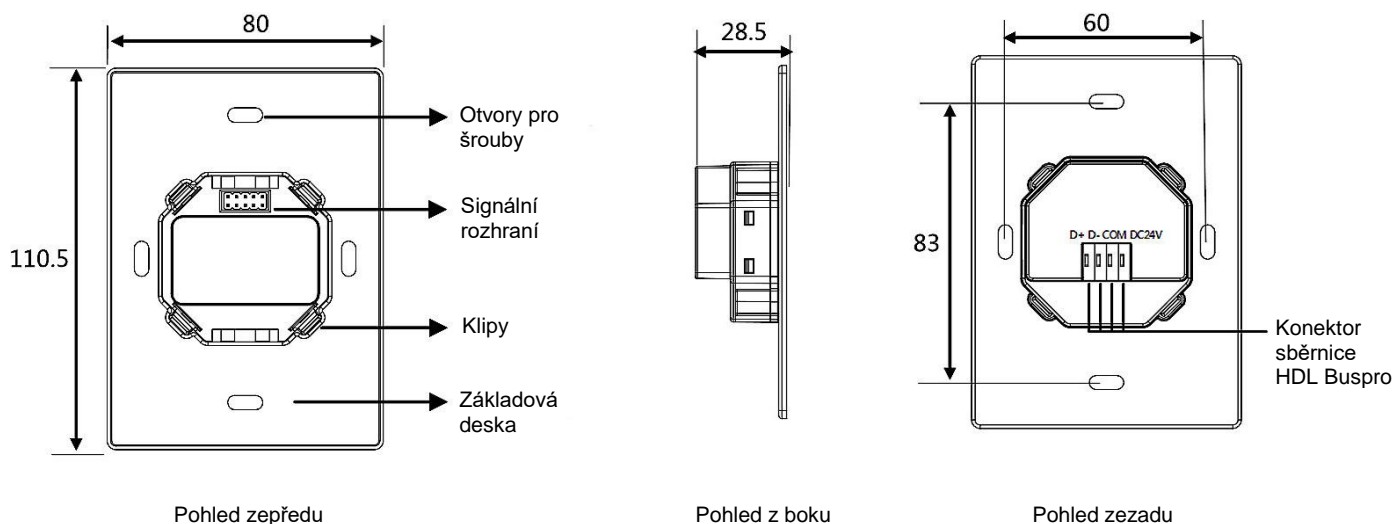 80
110.5
Otvory pro
šrouby
Signální
rozhraní
Klipy
Základová
deska
Pohled zepředu
28.5
Pohled z boku
60
83
D+ D- COM DC24V
Konektor
sběrnice
HDL Buspro
Pohled zezadu